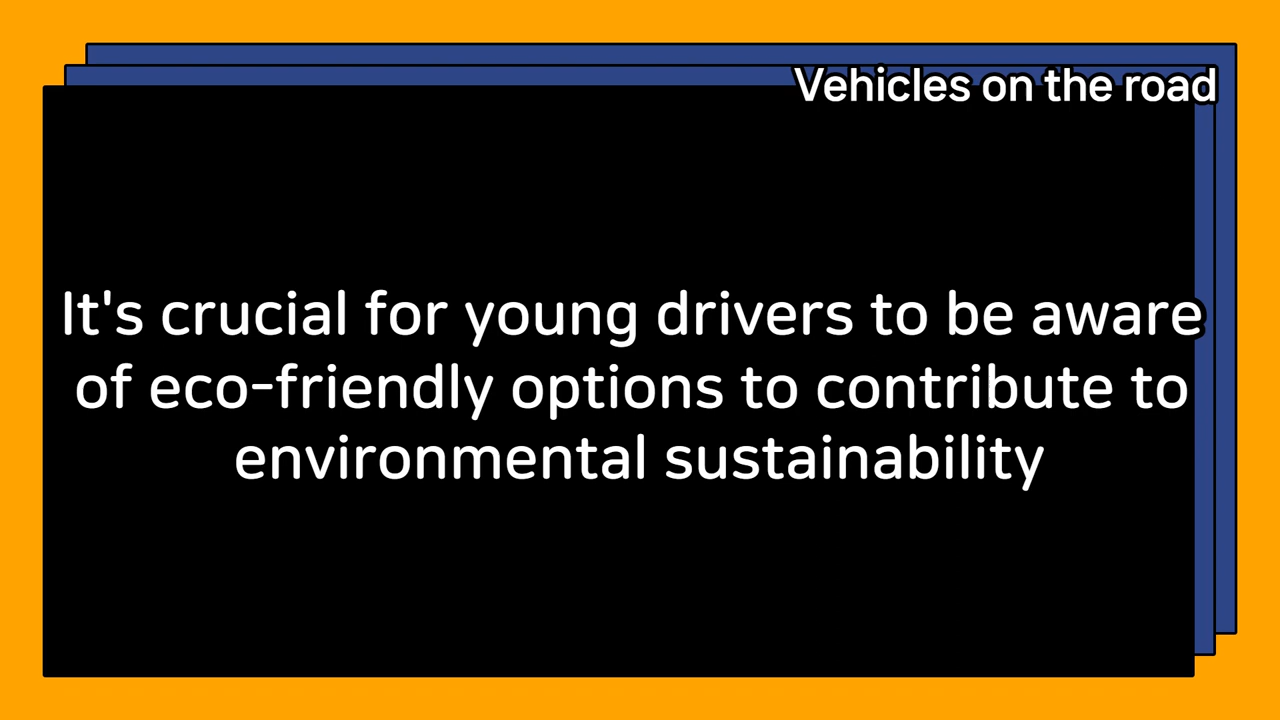 Vehicles on the road
It's crucial for young drivers to be aware
of eco-friendly options to contribute to
environmental sustainability